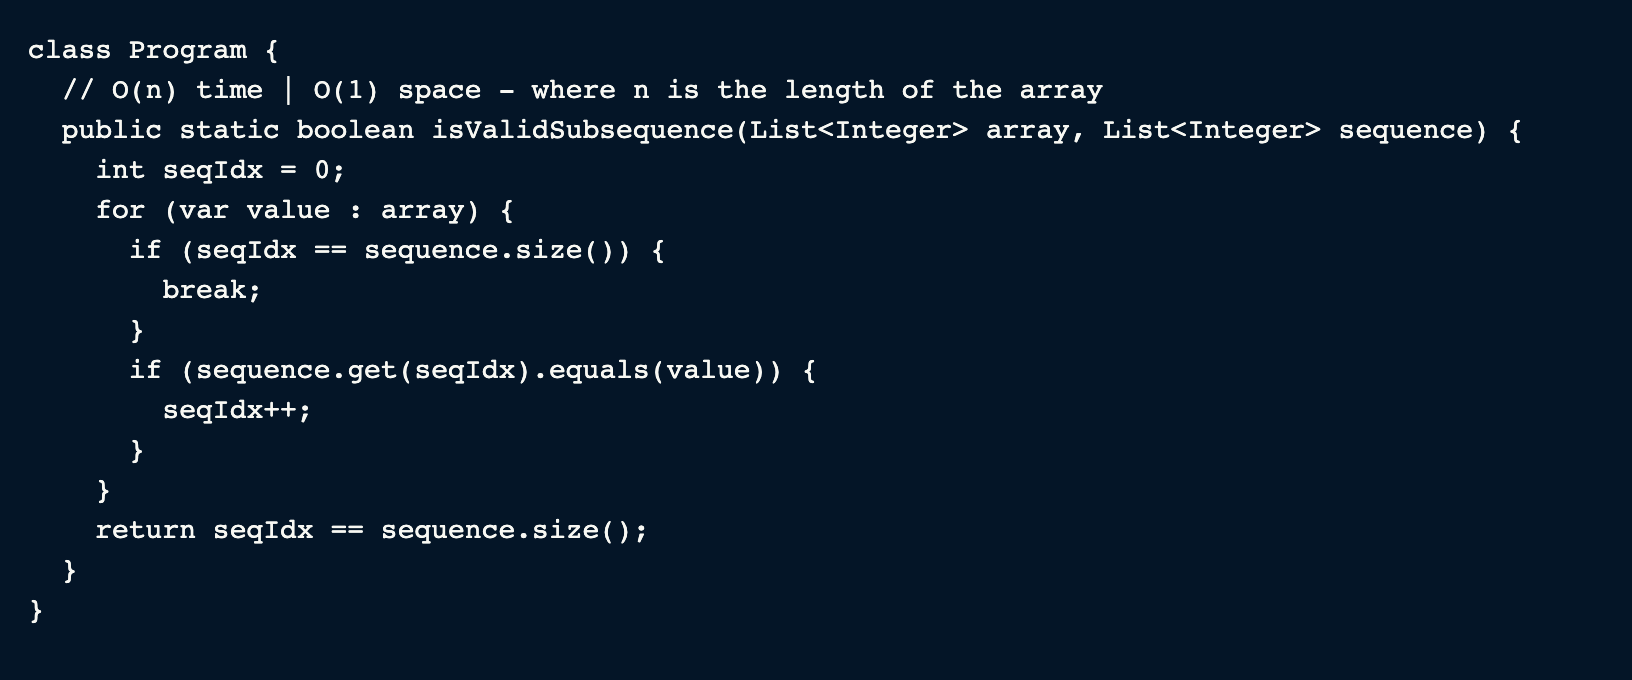 class Program {
  // O(n) time | O(1) space – where n is the length of the array
  public static boolean isValidSubsequence(List<Integer> array, List<Integer> sequence) {
    int seqIdx = 0;
    for (var value : array) {
      if (seqIdx == sequence.size()) {
        break;
      }
      if (sequence.get(seqIdx).equals(value)) {
        seqIdx++;
      }
    }
    return seqIdx == sequence.size();
  }
}